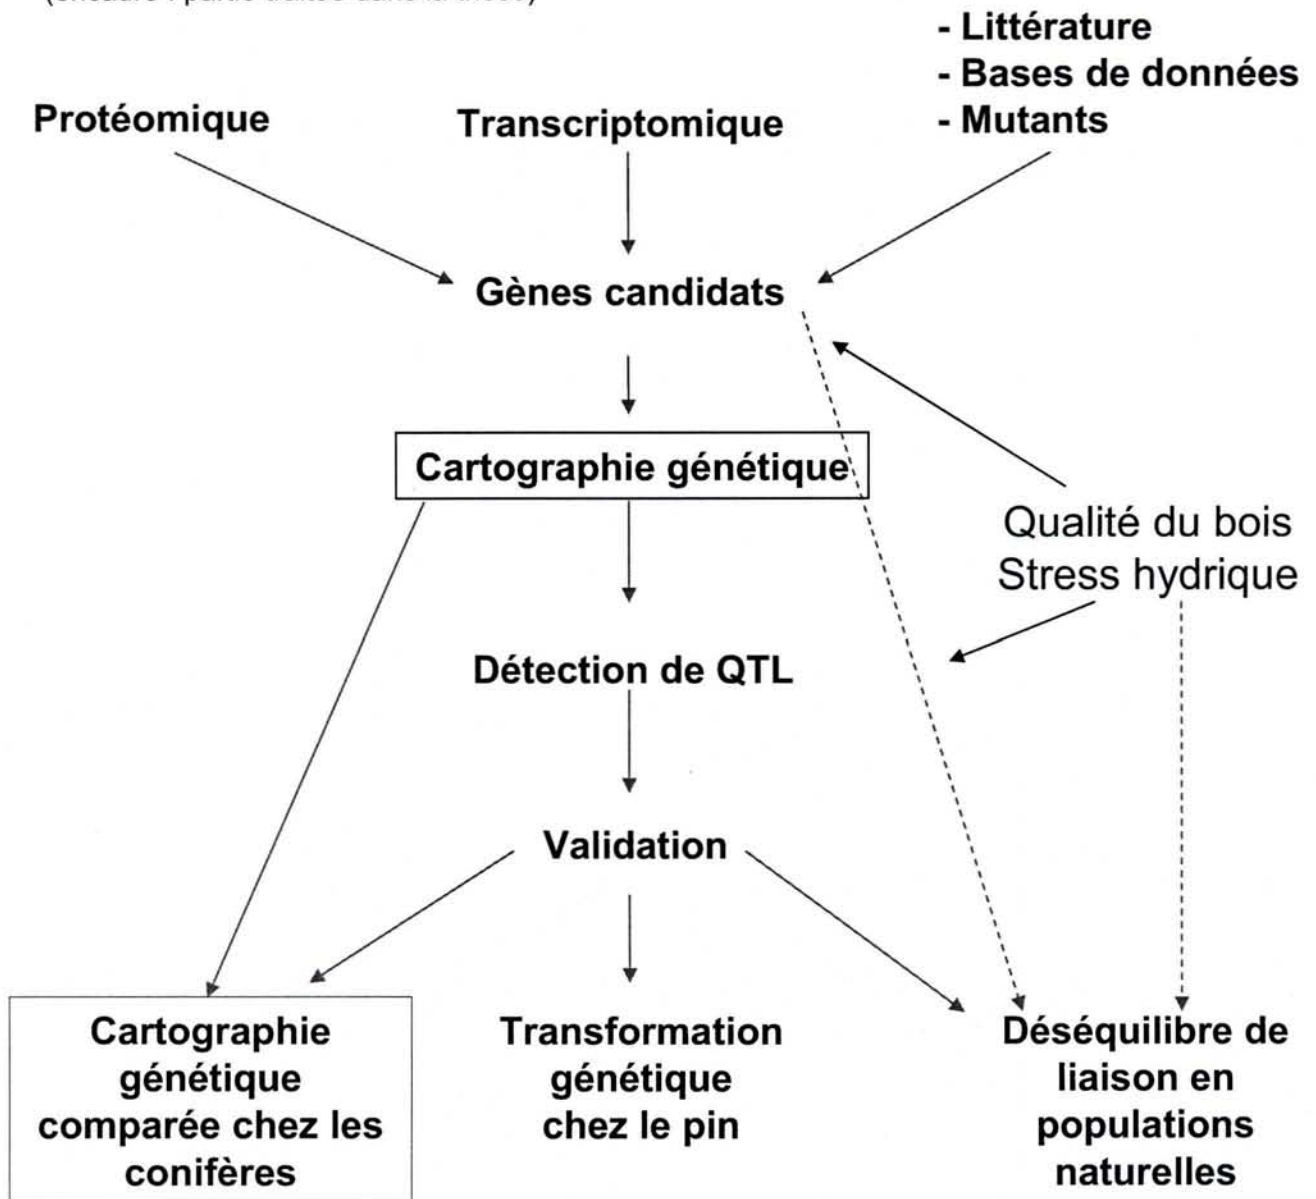 - Littérature
- Bases de données
- Mutants
Protéomique
Transcriptomique
Gènes candidats
Cartographie génétique
Qualité du bois
Stress hydrique
Détection de QTL
Validation
Cartographie
génétique
comparée chez les
conifères
Transformation
génétique
chez le pin
Déséquilibre de
liaison en
populations
naturelles